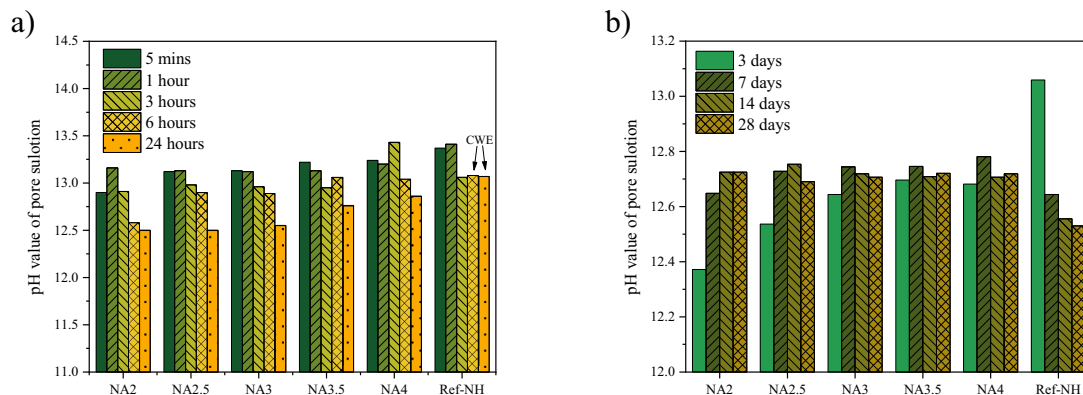 a)
pH value of pore sulotion
14.5
14.0
13.5
13.0
12.5
12.0
11.5
11.0
5 mins
1 hour
3 hours
6 hours
24 hours
CWE
NA2 NA2.5 NA3 NA3.5 NA4 Ref-NH
b)
pH value of pore sulotion
13.2
13.0
12.8
12.6
12.4
12.2
12.0
3 days
7 days
14 days
28 days
NA2 NA2.5 NA3 NA3.5 NA4 Ref-NH